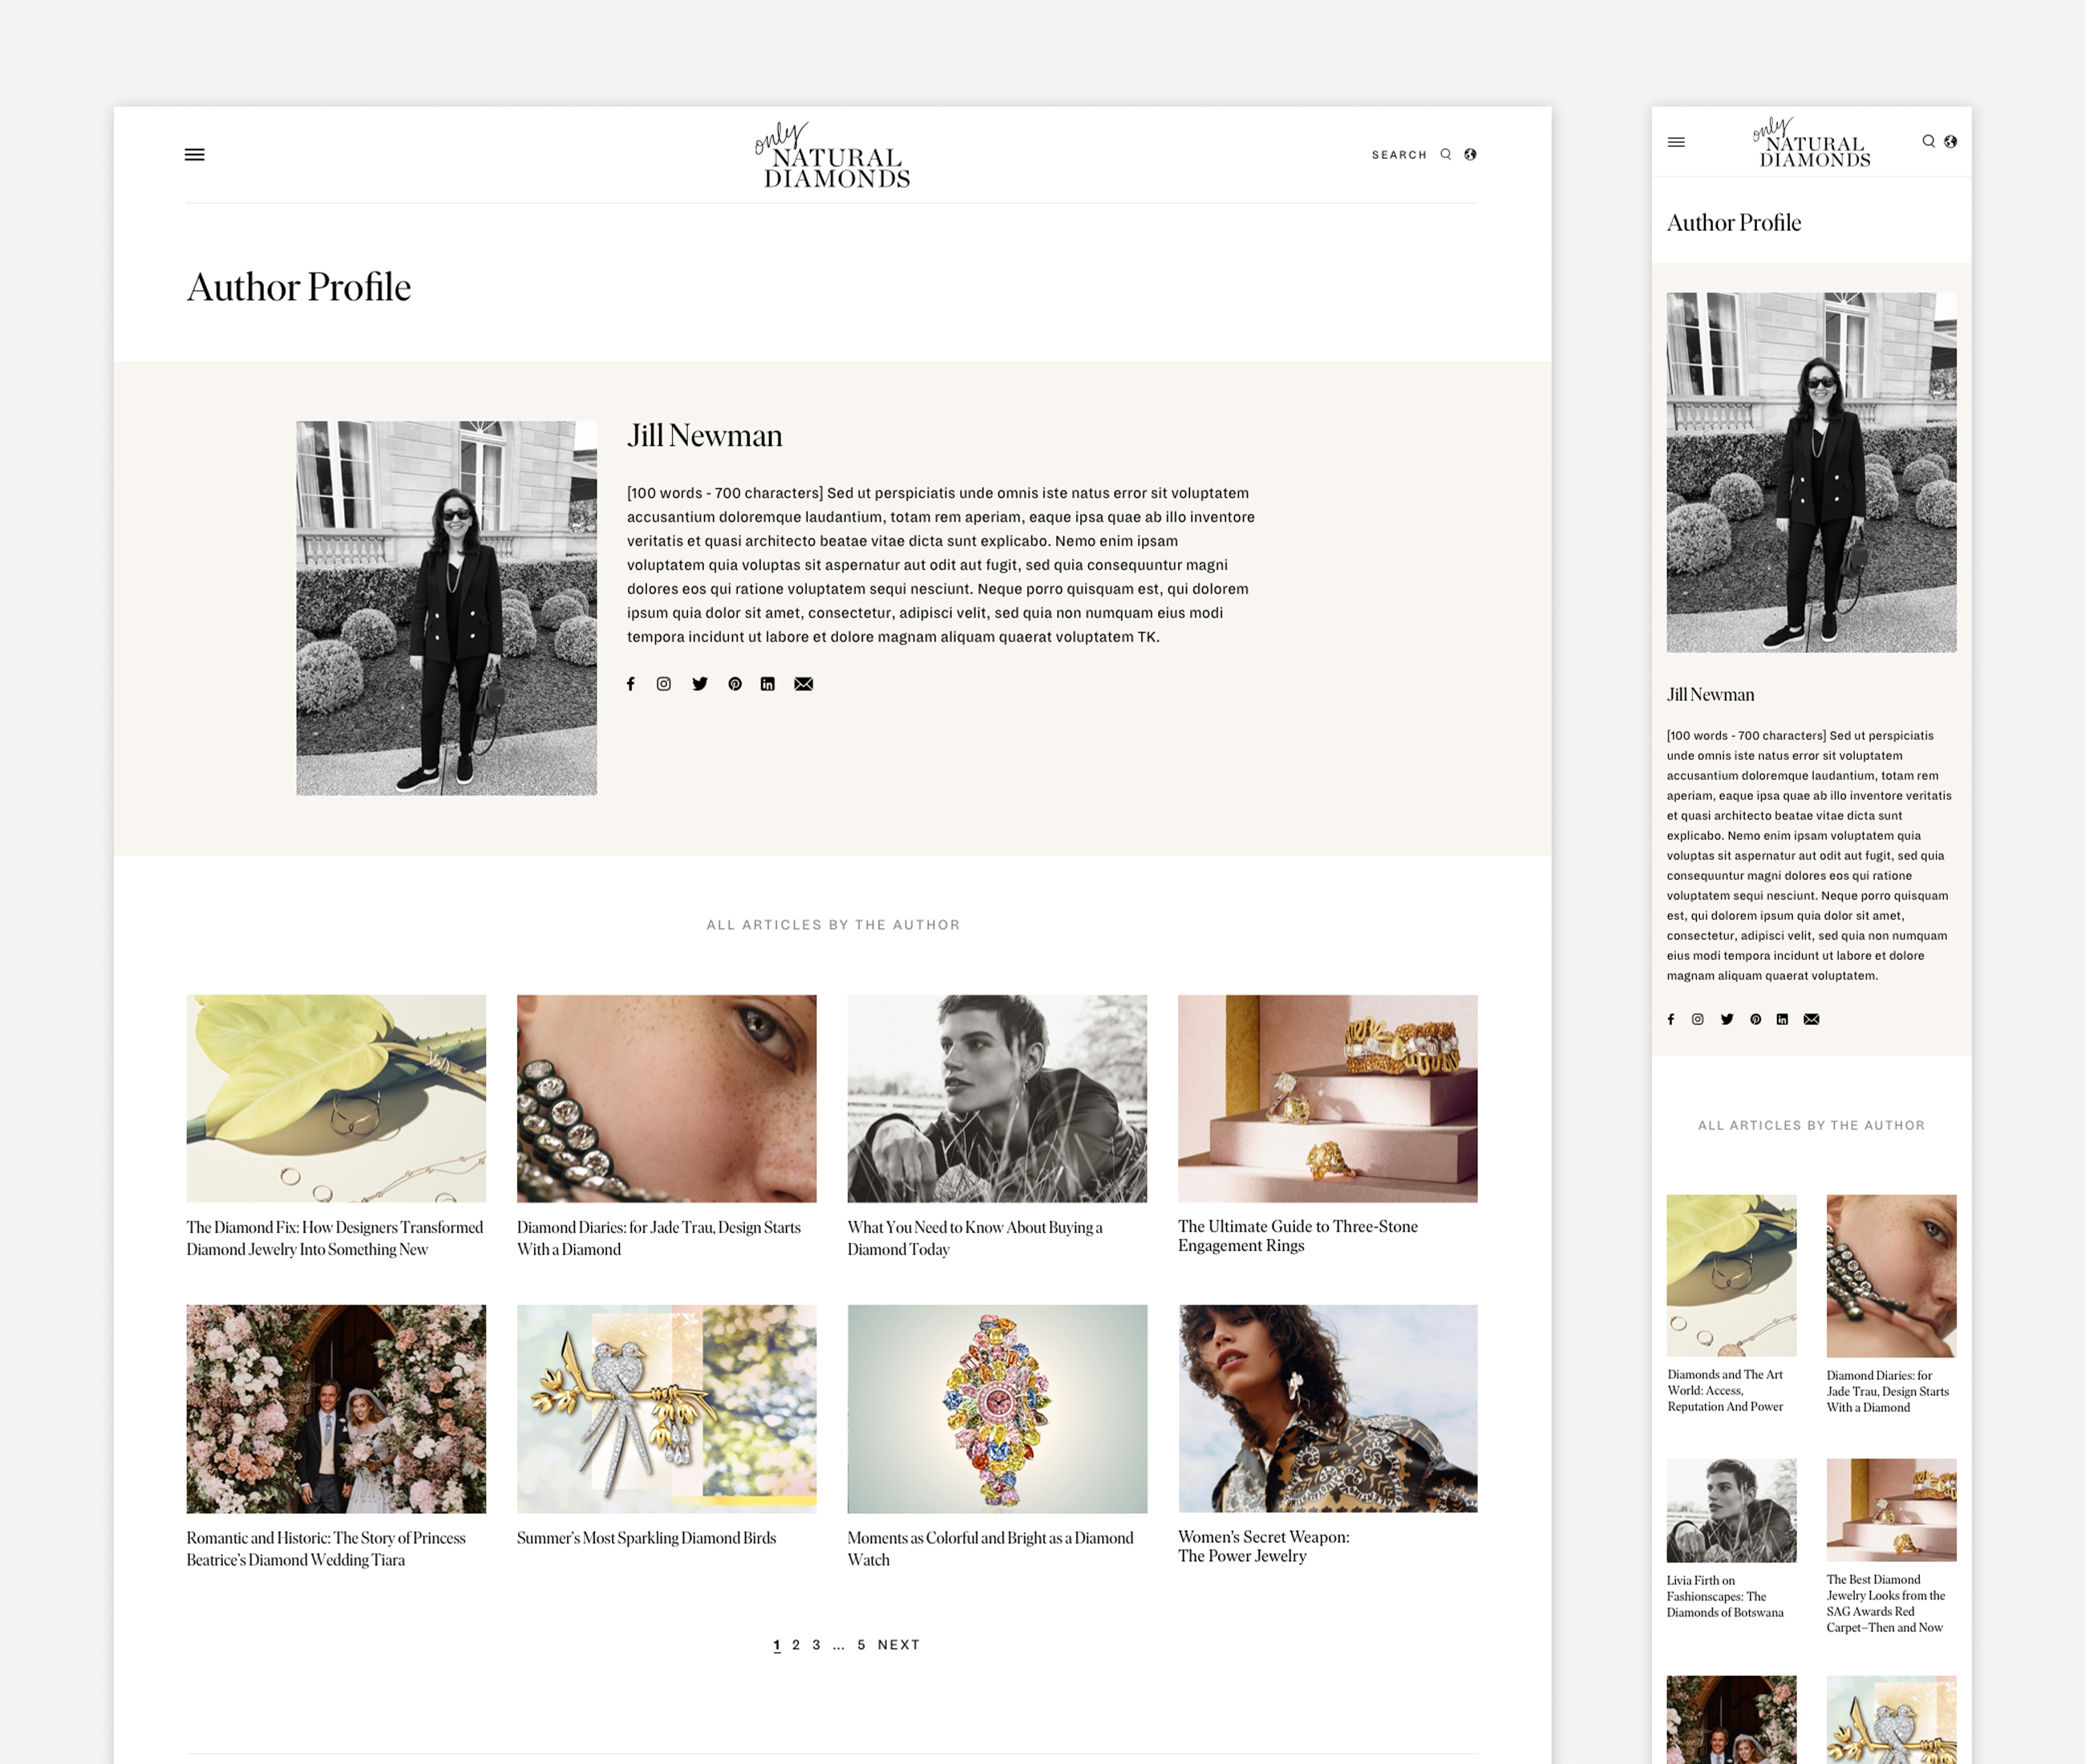 only
NATURAL
DIAMONDS
SEARCH
Author Profile
Jill Newman
[100 words - 700 characters] Sed ut perspiciatis unde omnis iste natus error sit voluptatem
accusantium doloremque laudantium, totam rem aperiam, eaque ipsa quae ab illo inventore
veritatis et quasi architecto beatae vitae dicta sunt explicabo. Nemo enim ipsam
voluptatem quia voluptas sit aspernatur aut odit aut fugit, sed quia consequuntur magni
dolores eos qui ratione voluptatem sequi nesciunt. Neque porro quisquam est, qui dolorem
ipsum quia dolor sit amet, consectetur, adipisci velit, sed quia non numquam eius modi
tempora incidunt ut labore et dolore magnam aliquam quaerat voluptatem TK.
ALL ARTICLES BY THE AUTHOR
The Diamond Fix: How Designers Transformed
Diamond Jewelry Into Something New
Diamond Diaries: for Jade Trau, Design Starts
With a Diamond
What You Need to Know About Buying a
Diamond Today
The Ultimate Guide to Three-Stone
Engagement Rings
Romantic and Historic: The Story of Princess
Beatrice's Diamond Wedding Tiara
Summer's Most Sparkling Diamond Birds
Moments as Colorful and Bright as a Diamond
Watch
Women's Secret Weapon:
The Power Jewelry
1 2 3 ... 5 NEXT
only
NATURAL
DIAMONDS
Author Profile
Jill Newman
[100 words - 700 characters] Sed ut perspiciatis
unde omnis iste natus error sit voluptatem
accusantium doloremque laudantium, totam rem
aperiam, eaque ipsa quae ab illo inventore veritatis
et quasi architecto beatae vitae dicta sunt
explicabo. Nemo enim ipsam voluptatem quia
voluptas sit aspernatur aut odit aut fugit, sed quia
consequuntur magni dolores eos qui ratione
voluptatem sequi nesciunt. Neque porro quisquam
est, qui dolorem ipsum quia dolor sit amet,
consectetur, adipisci velit, sed quia non numquam
eius modi tempora incidunt ut labore et dolore
magnam aliquam quaerat voluptatem.
ALL ARTICLES BY THE AUTHOR
Diamonds and The Art
World: Access,
Reputation And Power
Diamond Diaries: for
Jade Trau, Design Starts
With a Diamond
Livia Firth on
Fashionscapes: The
Diamonds of Botswana
The Best Diamond
Jewelry Looks from the
SAG Awards Red
Carpet–Then and Now